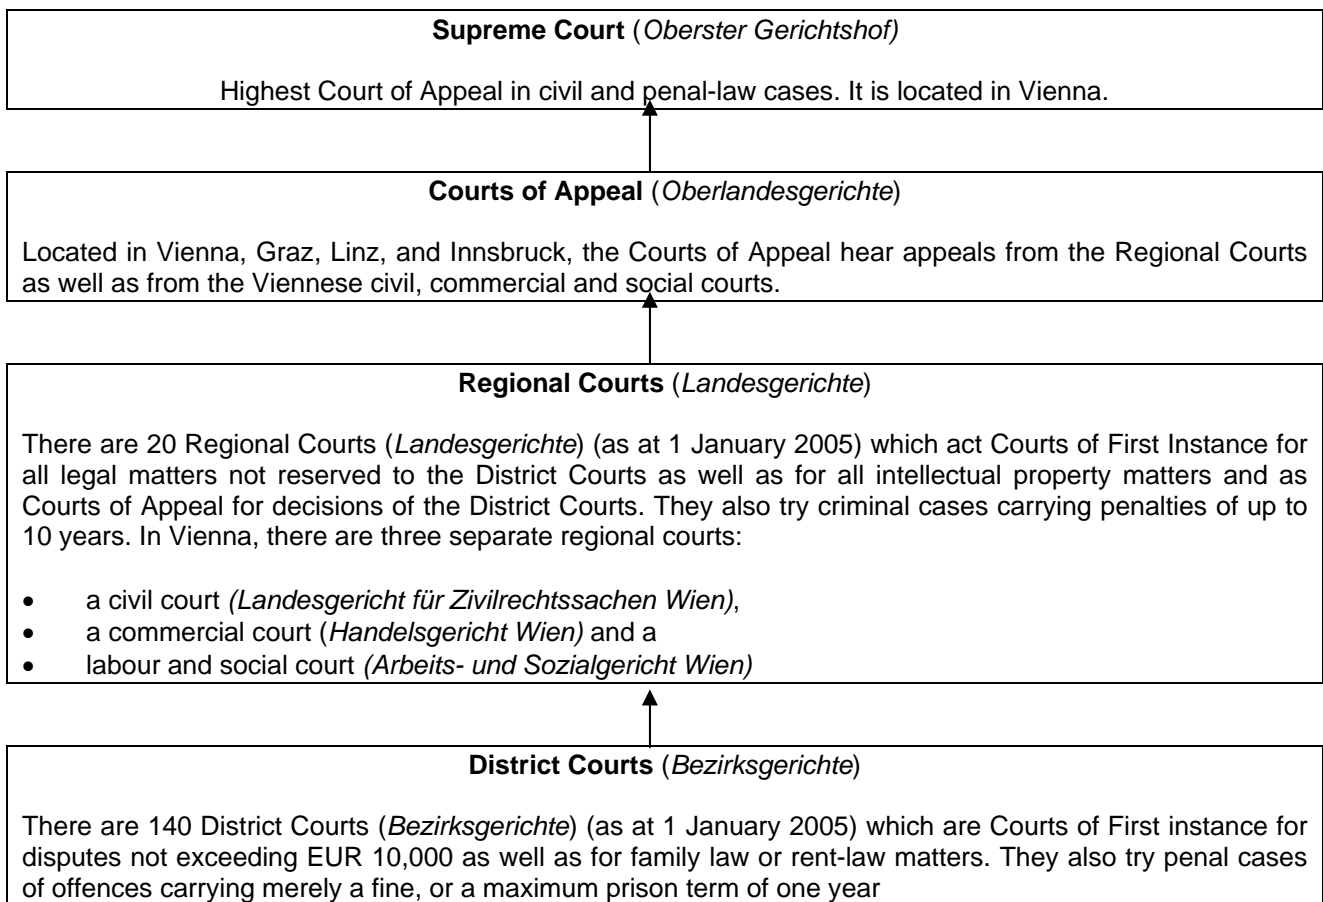 Supreme Court (Oberster Gerichtshof)
Highest Court of Appeal in civil and penal-law cases. It is located in Vienna.
Courts of Appeal (Oberlandesgerichte)
Located in Vienna, Graz, Linz, and Innsbruck, the Courts of Appeal hear appeals from the Regional Courts
as well as from the Viennese civil, commercial and social courts.
Regional Courts (Landesgerichte)
There are 20 Regional Courts (Landesgerichte) (as at 1 January 2005) which act Courts of First Instance for
all legal matters not reserved to the District Courts as well as for all intellectual property matters and as
Courts of Appeal for decisions of the District Courts. They also try criminal cases carrying penalties of up to
10 years. In Vienna, there are three separate regional courts:
• a civil court (Landesgericht für Zivilrechtssachen Wien),
• a commercial court (Handelsgericht Wien) and a
• labour and social court (Arbeits- und Sozialgericht Wien)
District Courts (Bezirksgerichte)
There are 140 District Courts (Bezirksgerichte) (as at 1 January 2005) which are Courts of First instance for
disputes not exceeding EUR 10,000 as well as for family law or rent-law matters. They also try penal cases
of offences carrying merely a fine, or a maximum prison term of one year